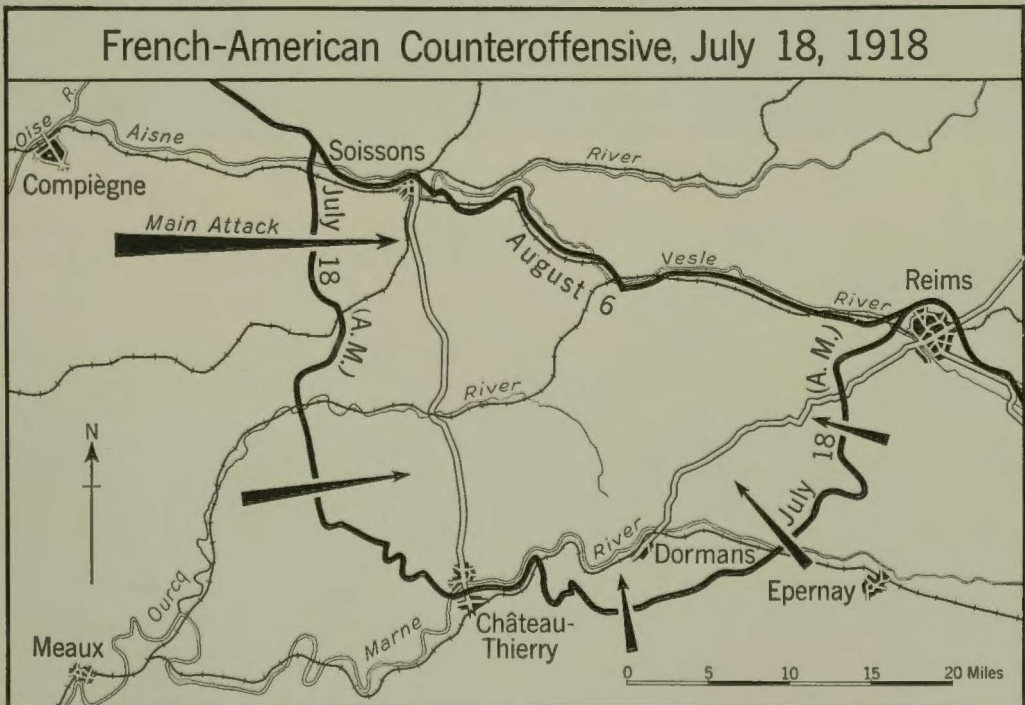 French-American Counteroffensive, July 18, 1918
Oise R.
Aisne
Soissons
River
Compiègne
July 18 (A.M.)
Main Attack
August 6
Vesle
River
Reims
(A.M.)
River
18
July
N
River
Dormans
Epernay
Ourcq
Marne
Château-
Thierry
Meaux
0 5 10 15 20 Miles